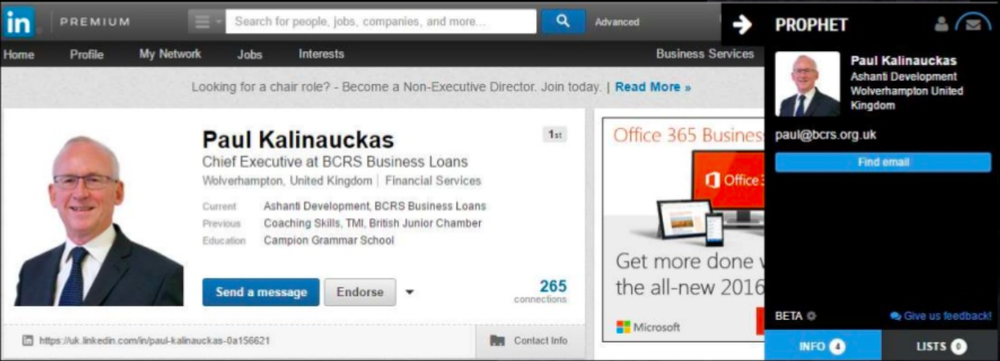 in PREMIUM Search for people, jobs, companies, and more... Advanced
Home Profile My Network Jobs Interests Business Services
Looking for a chair role? - Become a Non-Executive Director. Join today. | Read More »
Paul Kalinauckas 1st
Chief Executive at BCRS Business Loans
Wolverhampton, United Kingdom | Financial Services
Current Ashanti Development, BCRS Business Loans
Previous Coaching Skills, TMI, British Junior Chamber
Education Campion Grammar School
Send a message Endorse
265
connections
https://uk.linkedin.com/in/paul-kalinauckas-0a156621 Contact Info
Office 365 Busines
Office
Get more done
the all-new 2016
Microsoft
PROPHET
Paul Kalinauckas
Ashanti Development
Wolverhampton United
Kingdom
paul@bcrs.org.uk
Find email
BETA Give us feedback!
INFO 4 LISTS 0